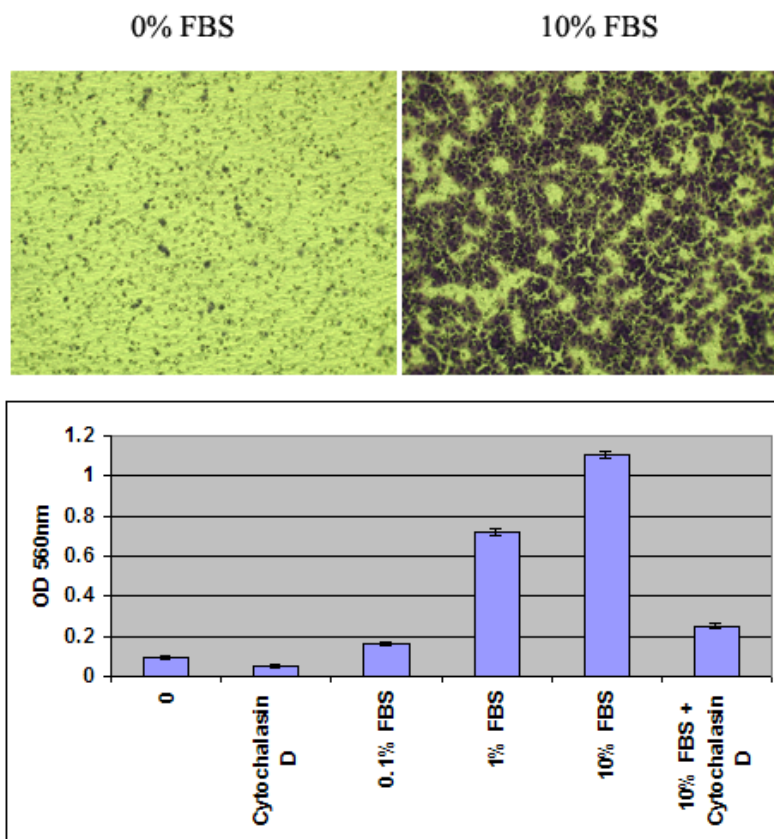 0% FBS
10% FBS
OD 560nm
1.2
1
0.8
0.6
0.4
0.2
0
0
Cytochalasin
D
0.1% FBS
1% FBS
10% FBS
10% FBS +
Cytochalasin
D